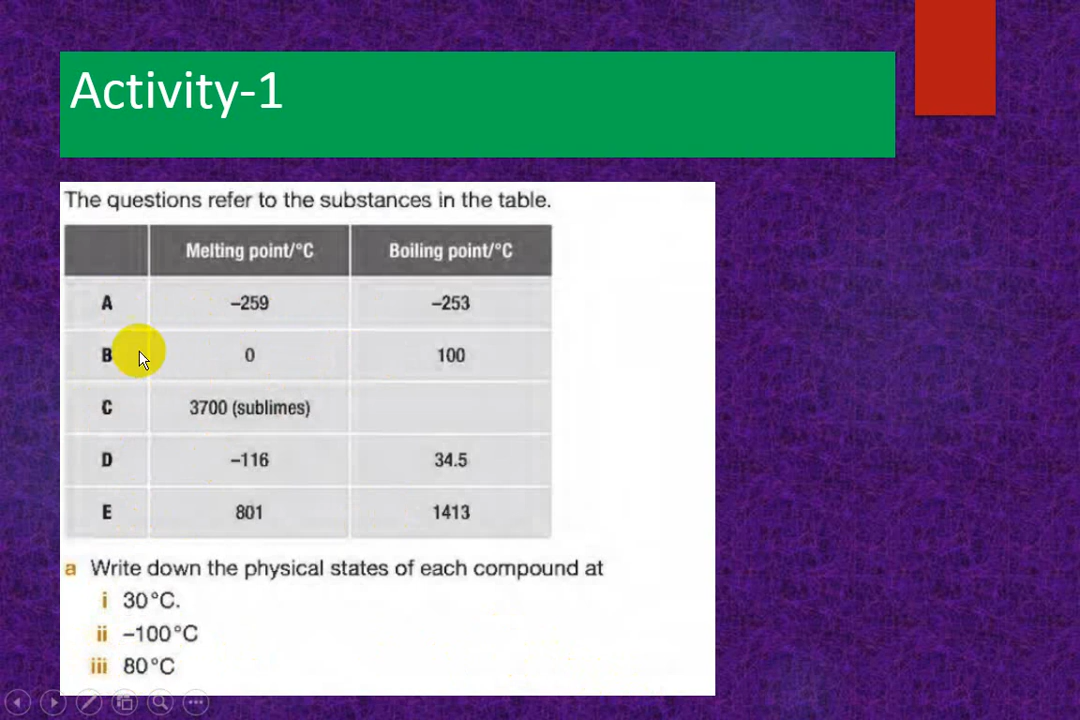 Activity-1
The questions refer to the substances in the table.
Melting point/°C Boiling point/°C
A –259 –253
B 0 100
C 3700 (sublimes)
D –116 34.5
E 801 1413
a Write down the physical states of each compound at
i 30°C.
ii –100°C
iii 80°C